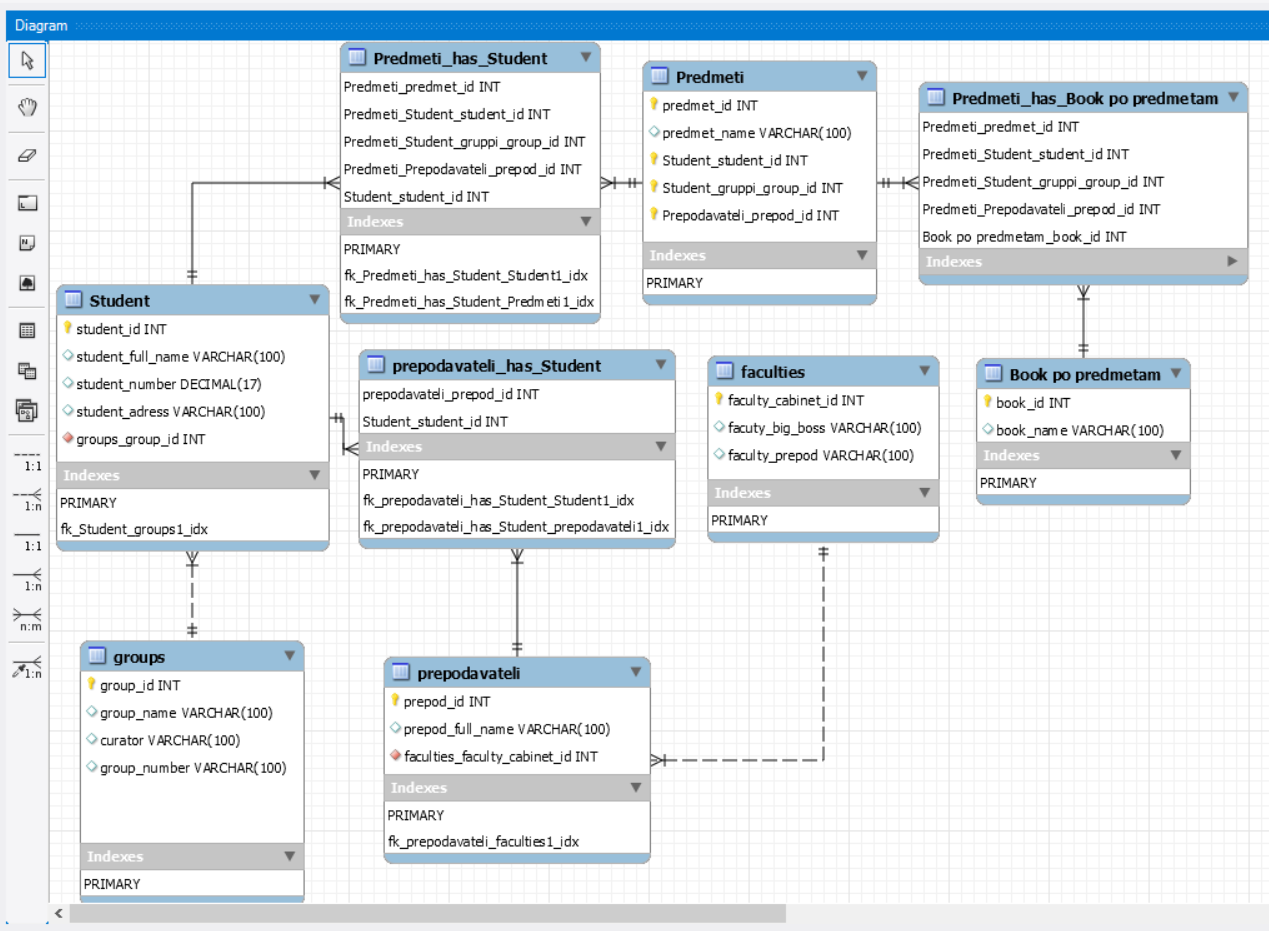 Diagram
Predmeti_has_Student
Predmeti_predmet_id INT
Predmeti_Student_student_id INT
Predmeti_Student_gruppi_group_id INT
Predmeti_Prepodavateli_prepod_id INT
Student_student_id INT
Indexes
PRIMARY
fk_Predmeti_has_Student_Student1_idx
fk_Predmeti_has_Student_Predmeti1_idx
Predmeti
predmet_id INT
predmet_name VARCHAR(100)
Student_student_id INT
Student_gruppi_group_id INT
Prepodavateli_prepod_id INT
Indexes
PRIMARY
Predmeti_has_Book po predmetam
Predmeti_predmet_id INT
Predmeti_Student_student_id INT
Predmeti_Student_gruppi_group_id INT
Predmeti_Prepodavateli_prepod_id INT
Book po predmetam_book_id INT
Indexes
Student
student_id INT
student_full_name VARCHAR(100)
student_number DECIMAL(17)
student_adress VARCHAR(100)
groups_group_id INT
Indexes
PRIMARY
fk_Student_groups1_idx
prepodavateli_has_Student
prepodavateli_prepod_id INT
Student_student_id INT
Indexes
PRIMARY
fk_prepodavateli_has_Student_Student1_idx
fk_prepodavateli_has_Student_prepodavateli1_idx
faculties
faculty_cabinet_id INT
facuty_big_boss VARCHAR(100)
faculty_prepod VARCHAR(100)
Indexes
PRIMARY
Book po predmetam
book_id INT
book_name VARCHAR(100)
Indexes
PRIMARY
1:1
1:n
1:1
1:n
n:m
1:n
groups
group_id INT
group_name VARCHAR(100)
curator VARCHAR(100)
group_number VARCHAR(100)
Indexes
PRIMARY
prepodavateli
prepod_id INT
prepod_full_name VARCHAR(100)
faculties_faculty_cabinet_id INT
Indexes
PRIMARY
fk_prepodavateli_faculties1_idx